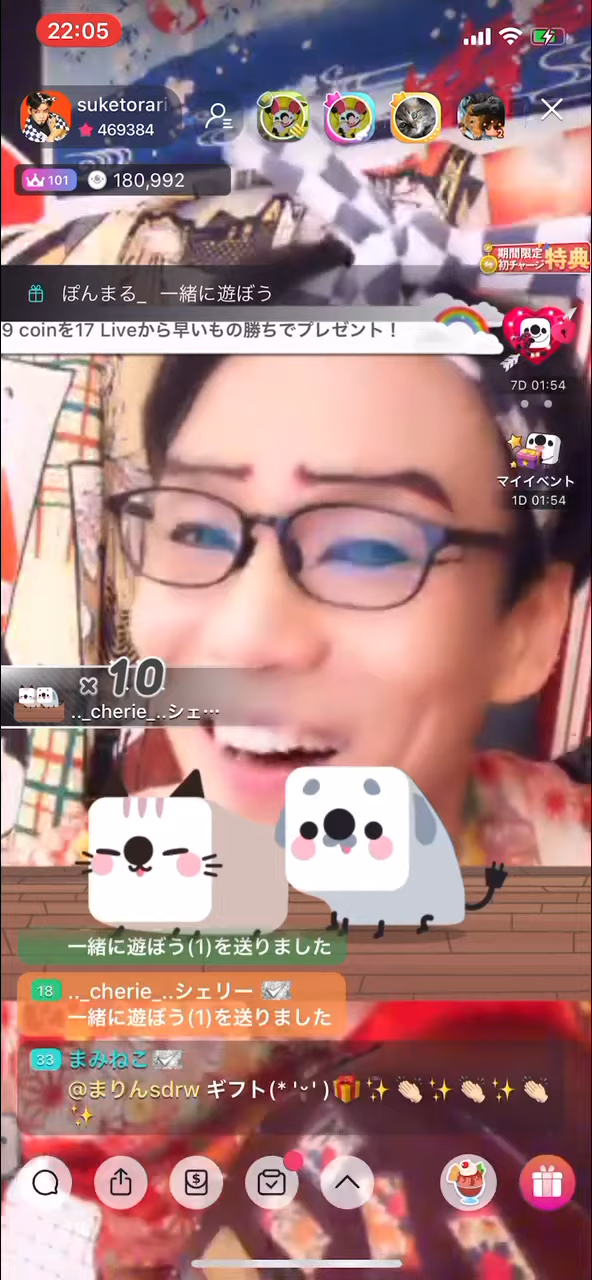 22:05
suketorari
469384
2
101
180,992
期間限定
初チャージ
特典
ぽんまる_ 一緒に遊ぼう
9 coinを17 Liveから早いもの勝ちでプレゼント！
7D 01:54
マイイベント
1D 01:54
x 10
.._cherie_..シェ…
一緒に遊ぼう(1)を送りました
18 .._cherie_..シェリー
一緒に遊ぼう(1)を送りました
33 まみねこ
@まりんsdrw ギフト(* 'ᵕ' )🎁✨👏🏻✨👏🏻✨👏🏻
✨